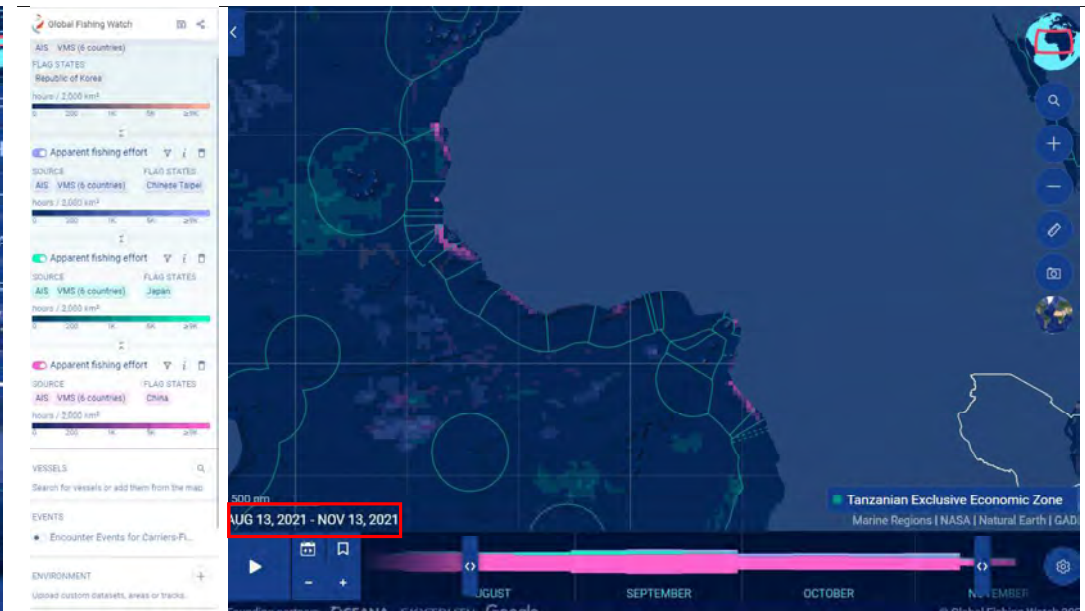 Global Fishing Watch
AIS VMS (6 countries)
FLAG STATES
Republic of Korea
hours / 2,000 km²
0 200 1K 5K ≥9K
Apparent fishing effort
SOURCE FLAG STATES
AIS VMS (6 countries) Chinese Taipei
hours / 2,000 km²
0 200 1K 5K ≥9K
Apparent fishing effort
SOURCE FLAG STATES
AIS VMS (6 countries) Japan
hours / 2,000 km²
0 200 1K 5K ≥9K
Apparent fishing effort
SOURCE FLAG STATES
AIS VMS (6 countries) China
hours / 2,000 km²
0 200 1K 5K ≥9K
VESSELS
Search for vessels or add them from the map
EVENTS
Encounter Events for Carriers-Fi...
ENVIRONMENT
Upload custom datasets, areas or tracks.
500 nm
AUG 13, 2021 - NOV 13, 2021
Tanzanian Exclusive Economic Zone
Marine Regions | NASA | Natural Earth | GAD
UGUST SEPTEMBER OCTOBER EMBER
OCEANA Google